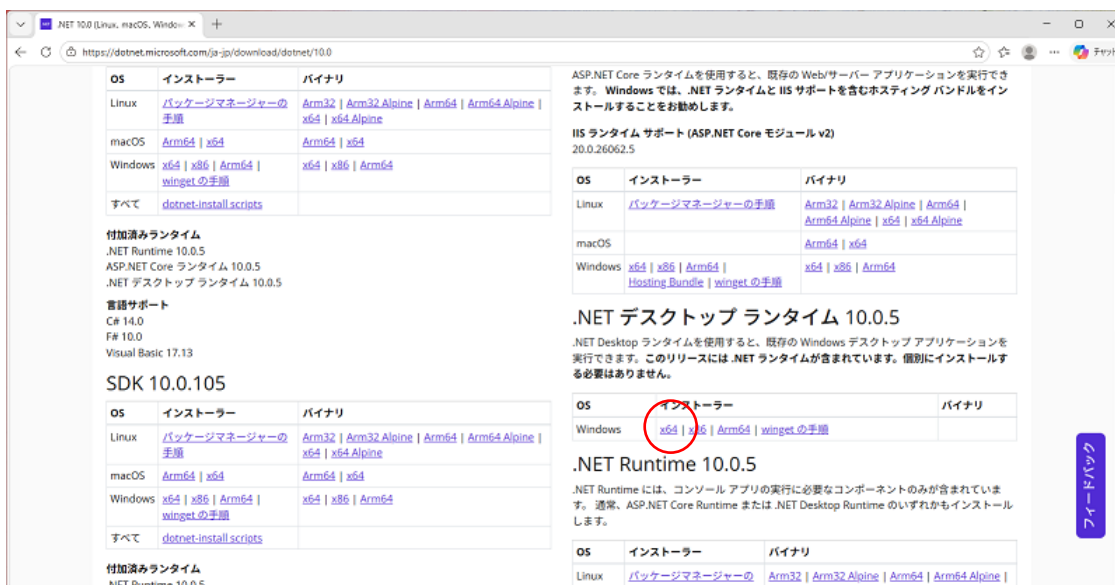 .NET 10.0 (Linux, macOS, Window
https://dotnet.microsoft.com/ja-jp/download/dotnet/10.0
チャット
OS インストーラー バイナリ
Linux パッケージマネージャーの Arm32 | Arm32 Alpine | Arm64 | Arm64 Alpine |
手順 x64 | x64 Alpine
macOS Arm64 | x64 Arm64 | x64
Windows x64 | x86 | Arm64 | x64 | x86 | Arm64
winget の手順
すべて dotnet-install scripts
付加済みランタイム
.NET Runtime 10.0.5
ASP.NET Core ランタイム 10.0.5
.NET デスクトップ ランタイム 10.0.5
言語サポート
C# 14.0
F# 10.0
Visual Basic 17.13
SDK 10.0.105
OS インストーラー バイナリ
Linux パッケージマネージャーの Arm32 | Arm32 Alpine | Arm64 | Arm64 Alpine |
手順 x64 | x64 Alpine
macOS Arm64 | x64 Arm64 | x64
Windows x64 | x86 | Arm64 | x64 | x86 | Arm64
winget の手順
すべて dotnet-install scripts
付加済みランタイム
.NET Runtime 10.0.5
ASP.NET Core ランタイムを使用すると、既存の Web/サーバー アプリケーションを実行でき
ます。 Windows では、.NET ランタイムと IIS サポートを含むホスティング バンドルをイン
ストールすることをお勧めします。
IIS ランタイム サポート (ASP.NET Core モジュール v2)
20.0.26062.5
OS インストーラー バイナリ
Linux パッケージマネージャーの手順 Arm32 | Arm32 Alpine | Arm64 |
Arm64 Alpine | x64 | x64 Alpine
macOS Arm64 | x64
Windows x64 | x86 | Arm64 | x64 | x86 | Arm64
Hosting Bundle | winget の手順
.NET デスクトップ ランタイム 10.0.5
.NET Desktop ランタイムを使用すると、既存の Windows デスクトップ アプリケーションを
実行できます。このリリースには .NET ランタイムが含まれています。個別にインストールす
る必要はありません。
OS インストーラー バイナリ
Windows x64 | x86 | Arm64 | winget の手順
.NET Runtime 10.0.5
.NET Runtime には、コンソール アプリの実行に必要なコンポーネントのみが含まれていま
す。 通常、ASP.NET Core Runtime または .NET Desktop Runtime のいずれかもインストール
します。
OS インストーラー バイナリ
Linux パッケージマネージャーの Arm32 | Arm32 Alpine | Arm64 | Arm64 Alpine |
フィードバック